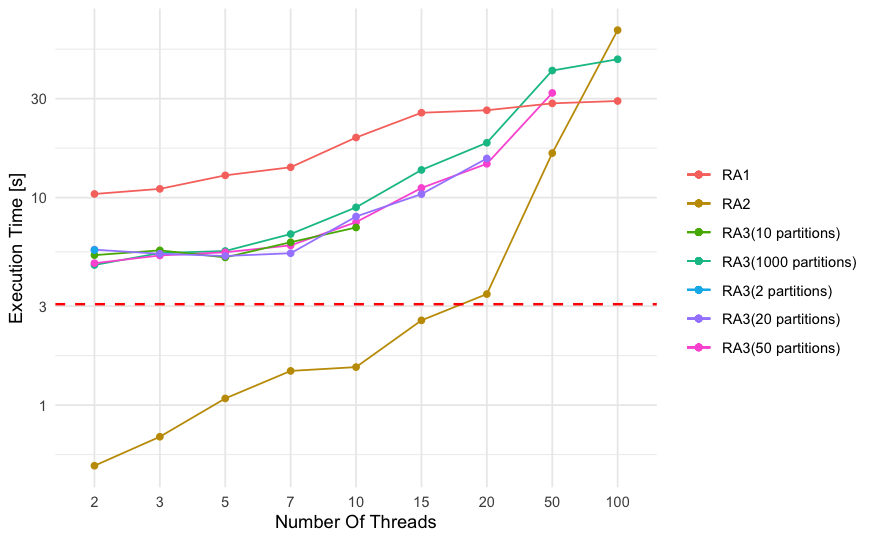 Execution Time [s]
30
10
3
1
2 3 5 7 10 15 20 50 100
Number Of Threads
RA1
RA2
RA3(10 partitions)
RA3(1000 partitions)
RA3(2 partitions)
RA3(20 partitions)
RA3(50 partitions)